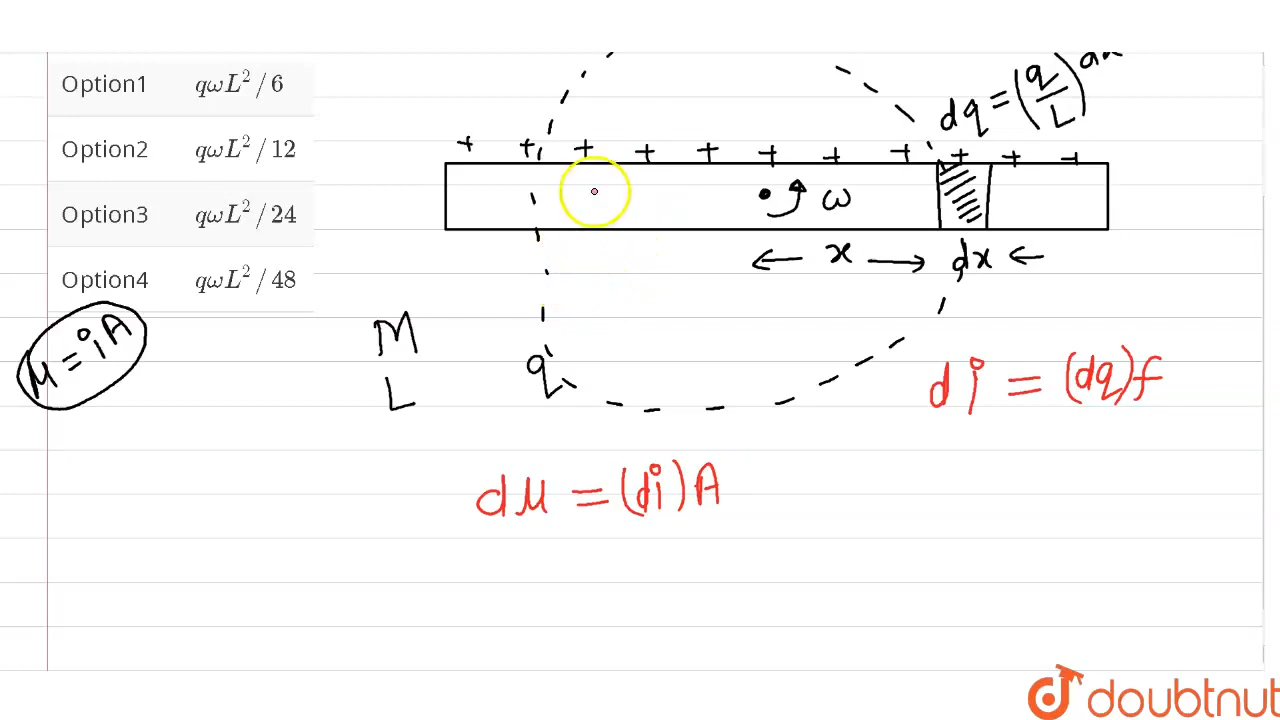 Option1 qωL² / 6
dq = (q/L) dx
Option2 qωL² / 12
+ + + + + + + + + + +
Option3 qωL² / 24
ω
x dx
Option4 qωL² / 48
μ = iA
M
L
q
di = (dq)f
dμ = (di)A
doubtnut